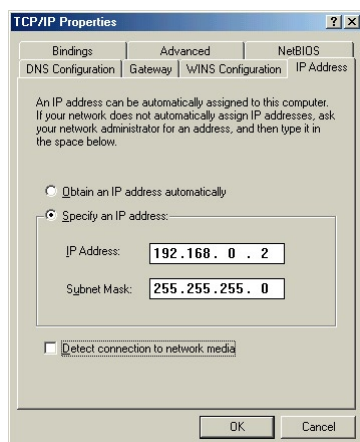 TCP/IP Properties
Bindings Advanced NetBIOS
DNS Configuration Gateway WINS Configuration IP Address
An IP address can be automatically assigned to this computer.
If your network does not automatically assign IP addresses, ask
your network administrator for an address, and then type it in
the space below.
Obtain an IP address automatically
Specify an IP address:
IP Address: 192.168. 0 . 2
Subnet Mask: 255.255.255. 0
Detect connection to network media
OK Cancel